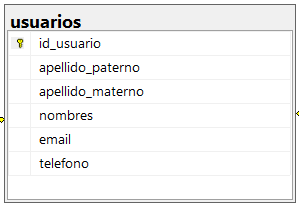 usuarios
id_usuario
apellido_paterno
apellido_materno
nombres
email
telefono